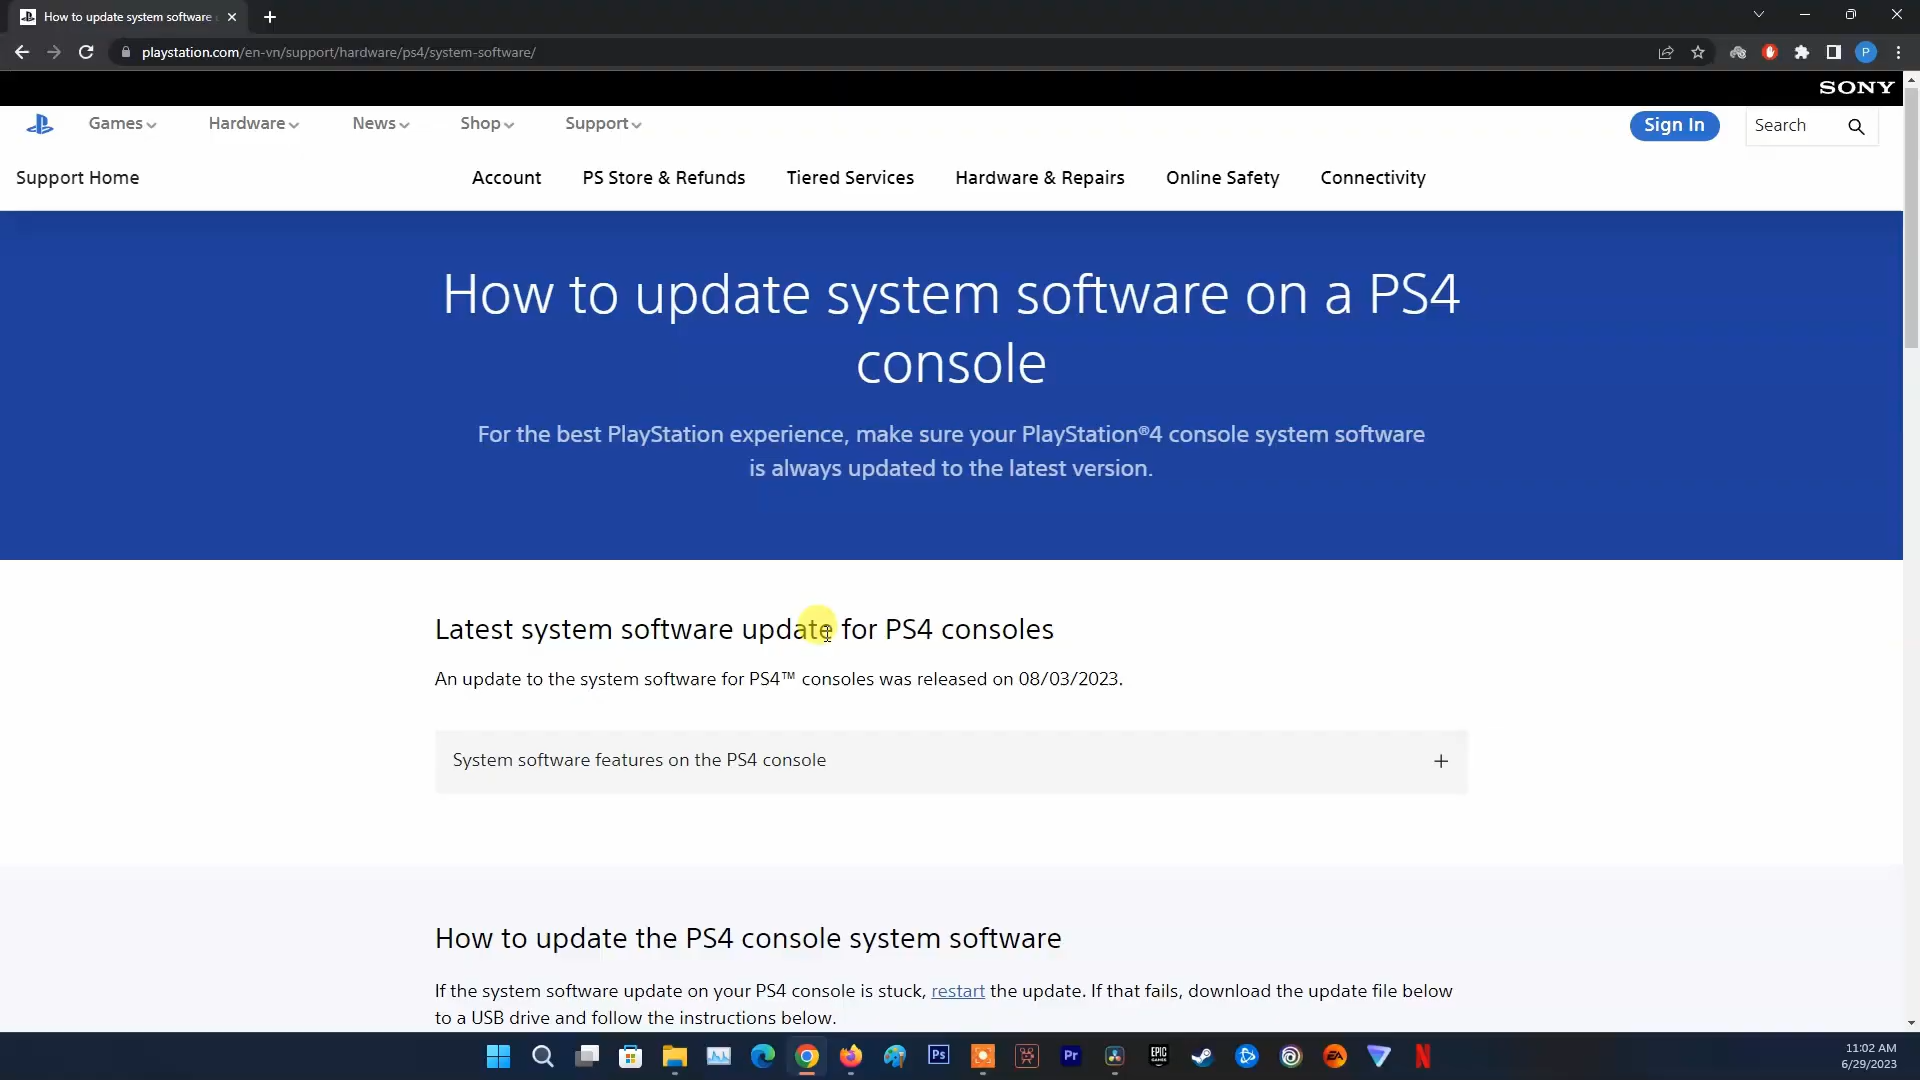 How to update system software
playstation.com/en-vn/support/hardware/ps4/system-software/
P
SONY
Games
Hardware
News
Shop
Support
Sign In
Search
Support Home
Account
PS Store & Refunds
Tiered Services
Hardware & Repairs
Online Safety
Connectivity
How to update system software on a PS4
console
For the best PlayStation experience, make sure your PlayStation®4 console system software
is always updated to the latest version.
Latest system software update for PS4 consoles
An update to the system software for PS4™ consoles was released on 08/03/2023.
System software features on the PS4 console
How to update the PS4 console system software
If the system software update on your PS4 console is stuck, restart the update. If that fails, download the update file below
to a USB drive and follow the instructions below.
Ps
Pr
EPIC
GAMES
EA
N
11:02 AM
6/29/2023